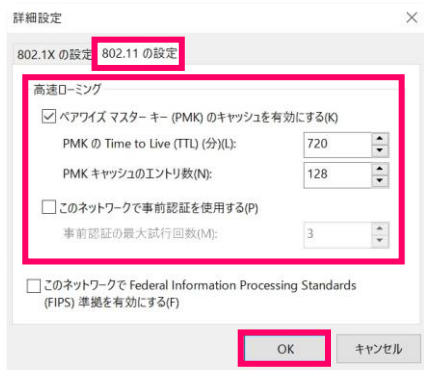 詳細設定
802.1X の設定 802.11 の設定
高速ローミング
ペアワイズ マスター キー (PMK) のキャッシュを有効にする(K)
PMK の Time to Live (TTL) (分)(L): 720
PMK キャッシュのエントリ数(N): 128
このネットワークで事前認証を使用する(P)
事前認証の最大試行回数(M): 3
このネットワークで Federal Information Processing Standards
(FIPS) 準拠を有効にする(F)
OK キャンセル